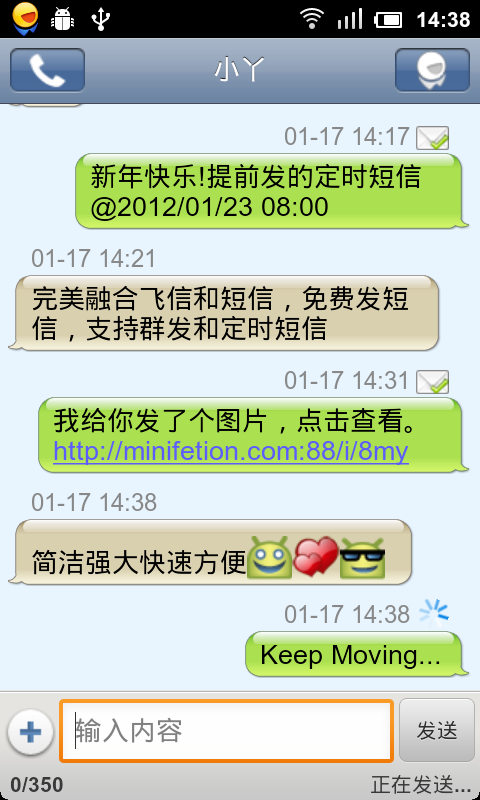 14:38
小丫
01-17 14:17
新年快乐!提前发的定时短信
@2012/01/23 08:00
01-17 14:21
完美融合飞信和短信，免费发短
信，支持群发和定时短信
01-17 14:31
我给你发了个图片，点击查看。
http://minifetion.com:88/i/8my
01-17 14:38
简洁强大快速方便
01-17 14:38
Keep Moving...
输入内容
发送
0/350
正在发送...